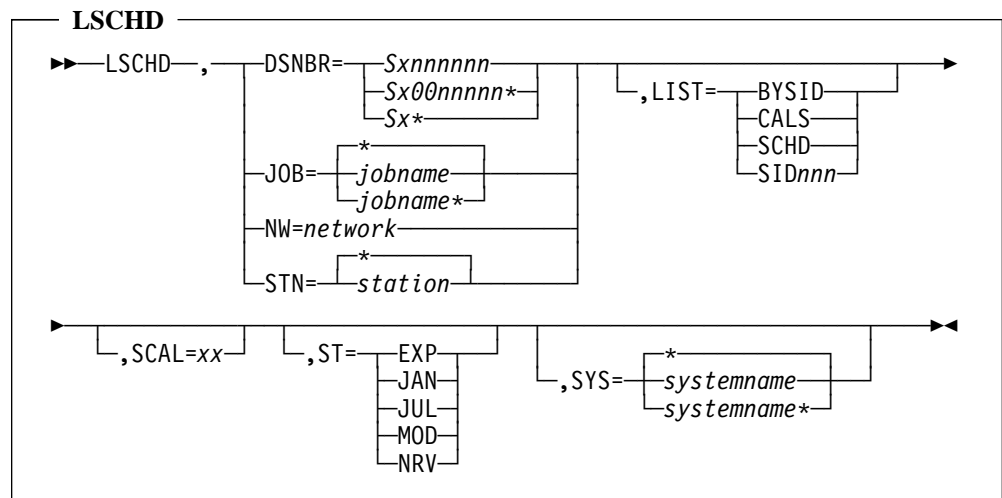 LSCHD
LSCHD , DSNBR= Sxnnnnnn ,LIST= BYSID
Sx00nnnnn* CALS
Sx* SCHD
* SIDnnn
JOB= jobname
jobname*
NW=network
*
STN= station
,SCAL=xx ,ST= EXP *
JAN ,SYS= systemname
JUL systemname*
MOD
NRV